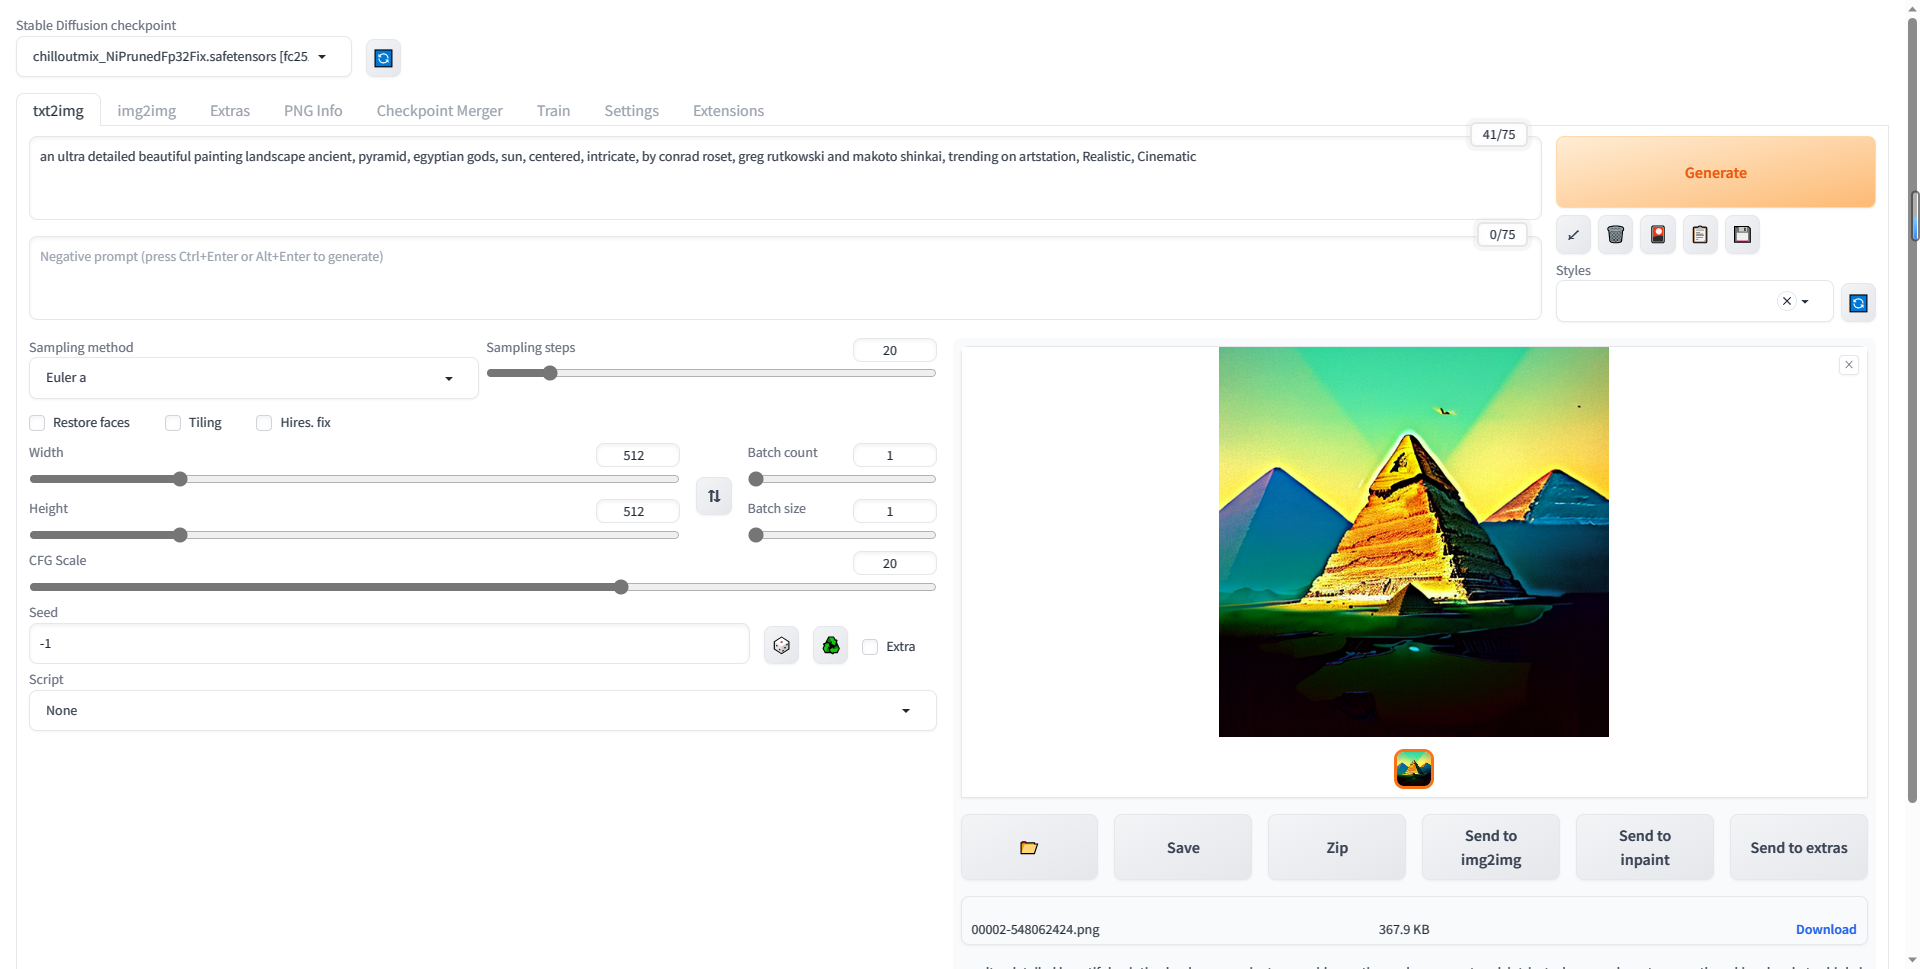 Stable Diffusion checkpoint
chilloutmix_NiPrunedFp32Fix.safetensors [fc25
txt2img img2img Extras PNG Info Checkpoint Merger Train Settings Extensions
41/75
an ultra detailed beautiful painting landscape ancient, pyramid, egyptian gods, sun, centered, intricate, by conrad roset, greg rutkowski and makoto shinkai, trending on artstation, Realistic, Cinematic
Generate
0/75
Negative prompt (press Ctrl+Enter or Alt+Enter to generate)
Styles
Sampling method
Euler a
Sampling steps
20
Restore faces Tiling Hires. fix
Width
512
Batch count
1
Height
512
Batch size
1
CFG Scale
20
Seed
-1
Extra
Script
None
Save
Zip
Send to
img2img
Send to
inpaint
Send to extras
00002-548062424.png 367.9 KB Download